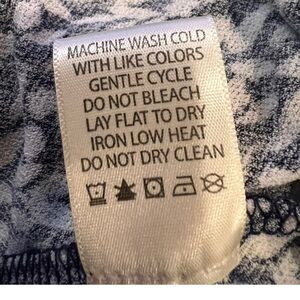 MACHINE WASH COLD
WITH LIKE COLORS
GENTLE CYCLE
DO NOT BLEACH
LAY FLAT TO DRY
IRON LOW HEAT
DO NOT DRY CLEAN